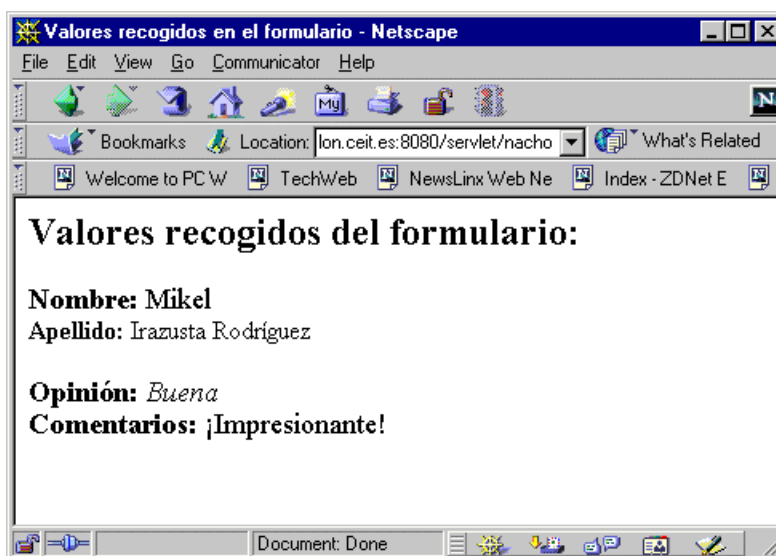 Valores recogidos en el formulario - Netscape
File Edit View Go Communicator Help
My
N
Bookmarks Location: lon.ceit.es:8080/servlet/nacho What's Related
Welcome to PC W TechWeb NewsLinx Web Ne Index - ZDNet E
Valores recogidos del formulario:
Nombre: Mikel
Apellido: Irazusta Rodríguez
Opinión: Buena
Comentarios: ¡Impresionante!
Document: Done